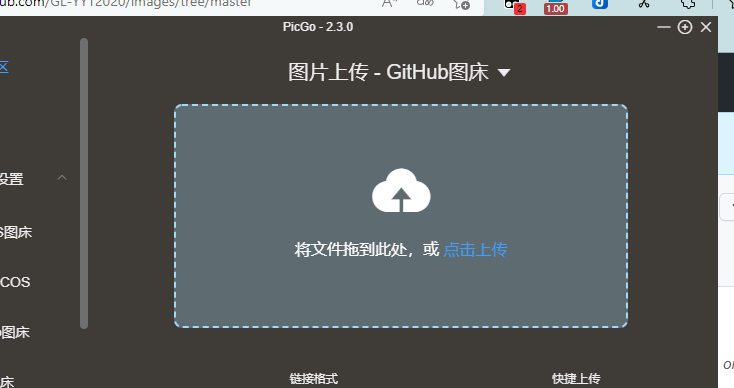 ub.com/GL-YYT2020/images/tree/master
2
1.00
PicGo - 2.3.0
区
图片上传 - GitHub图床
设置
将文件拖到此处，或 点击上传
S图床
COS
图床
床
链接格式
快捷上传